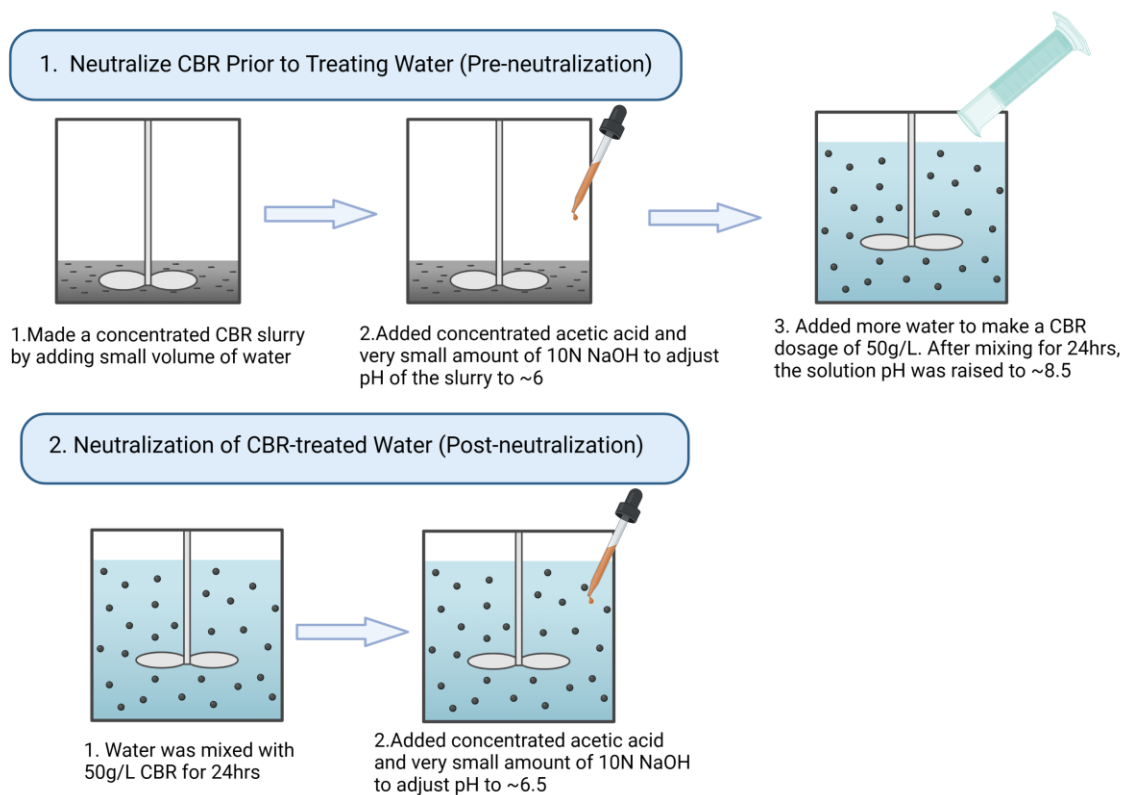 1. Neutralize CBR Prior to Treating Water (Pre-neutralization)
1.Made a concentrated CBR slurry
by adding small volume of water
2.Added concentrated acetic acid and
very small amount of 10N NaOH to adjust
pH of the slurry to ~6
3. Added more water to make a CBR
dosage of 50g/L. After mixing for 24hrs,
the solution pH was raised to ~8.5
2. Neutralization of CBR-treated Water (Post-neutralization)
1. Water was mixed with
50g/L CBR for 24hrs
2.Added concentrated acetic acid
and very small amount of 10N NaOH
to adjust pH to ~6.5